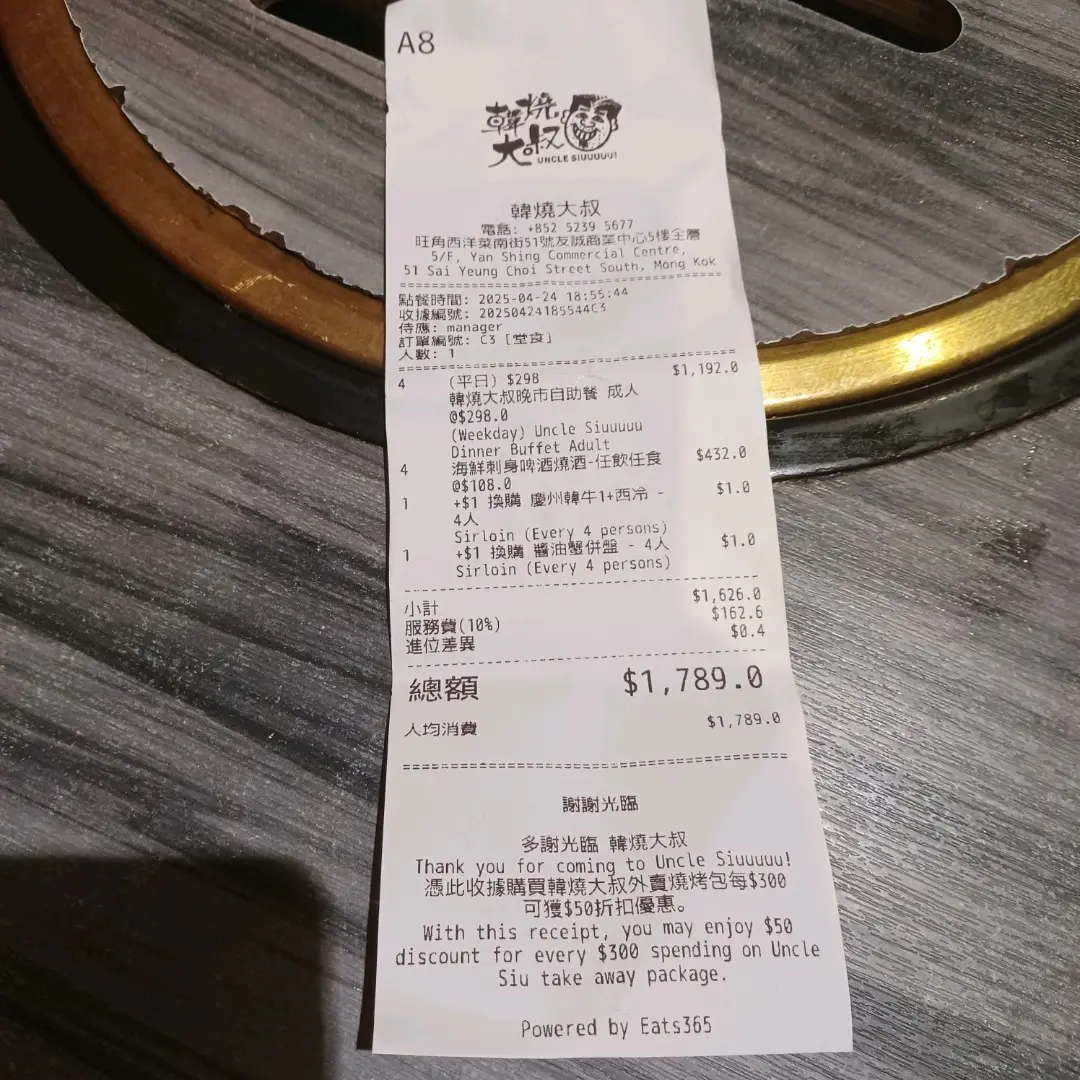 A8
韓燒
大叔
UNCLE SIUUUUU!
韓燒大叔
電話: +852 5239 5677
旺角西洋菜南街51號友誠商業中心5樓全層
5/F, Yan Shing Commercial Centre,
51 Sai Yeung Choi Street South, Mong Kok
點餐時間: 2025-04-24 18:55:44
收據編號: 20250424185544C3
侍應: manager
訂單編號: C3 [堂食]
人數: 1
4 (平日) $298 $1,192.0
韓燒大叔晚市自助餐 成人
@$298.0
(Weekday) Uncle Siuuuuu
Dinner Buffet Adult
4 海鮮刺身啤酒燒酒-任飲任食 $432.0
@$108.0
1 +$1 換購 慶州韓牛1+西冷 - $1.0
4人
Sirloin (Every 4 persons)
1 +$1 換購 醬油蟹併盤 - 4人 $1.0
Sirloin (Every 4 persons)
小計 $1,626.0
服務費(10%) $162.6
進位差異 $0.4
總額 $1,789.0
人均消費 $1,789.0
謝謝光臨
多謝光臨 韓燒大叔
Thank you for coming to Uncle Siuuuuu!
憑此收據購買韓燒大叔外賣燒烤包每$300
可獲$50折扣優惠。
With this receipt, you may enjoy $50
discount for every $300 spending on Uncle
Siu take away package.
Powered by Eats365